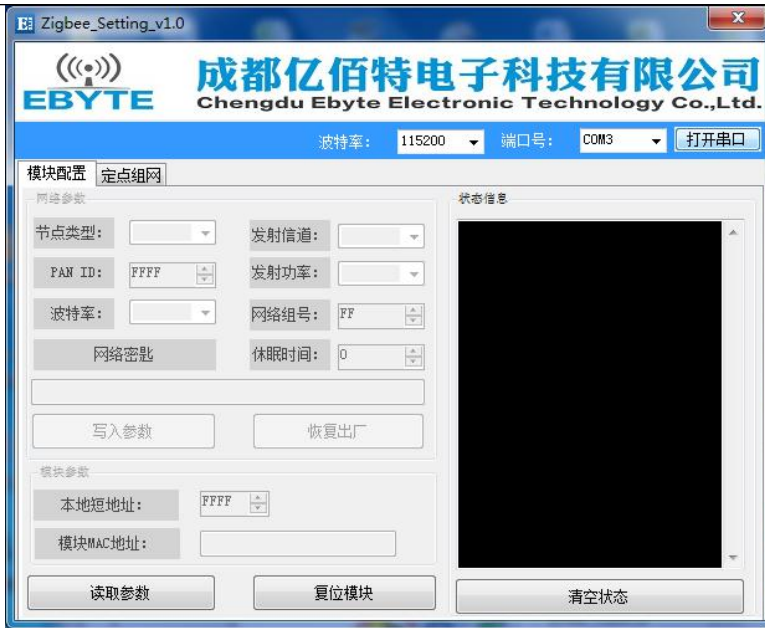 Zigbee_Setting_v1.0
EBYTE
成都亿佰特电子科技有限公司
Chengdu Ebyte Electronic Technology Co.,Ltd.
波特率: 115200 端口号: COM3 打开串口
模块配置 定点组网
网络参数 状态信息
节点类型: 发射信道:
PAN ID: FFFF 发射功率:
波特率: 网络组号: FF
网络密匙 休眠时间: 0
写入参数 恢复出厂
模块参数
本地短地址: FFFF
模块MAC地址:
读取参数 复位模块 清空状态